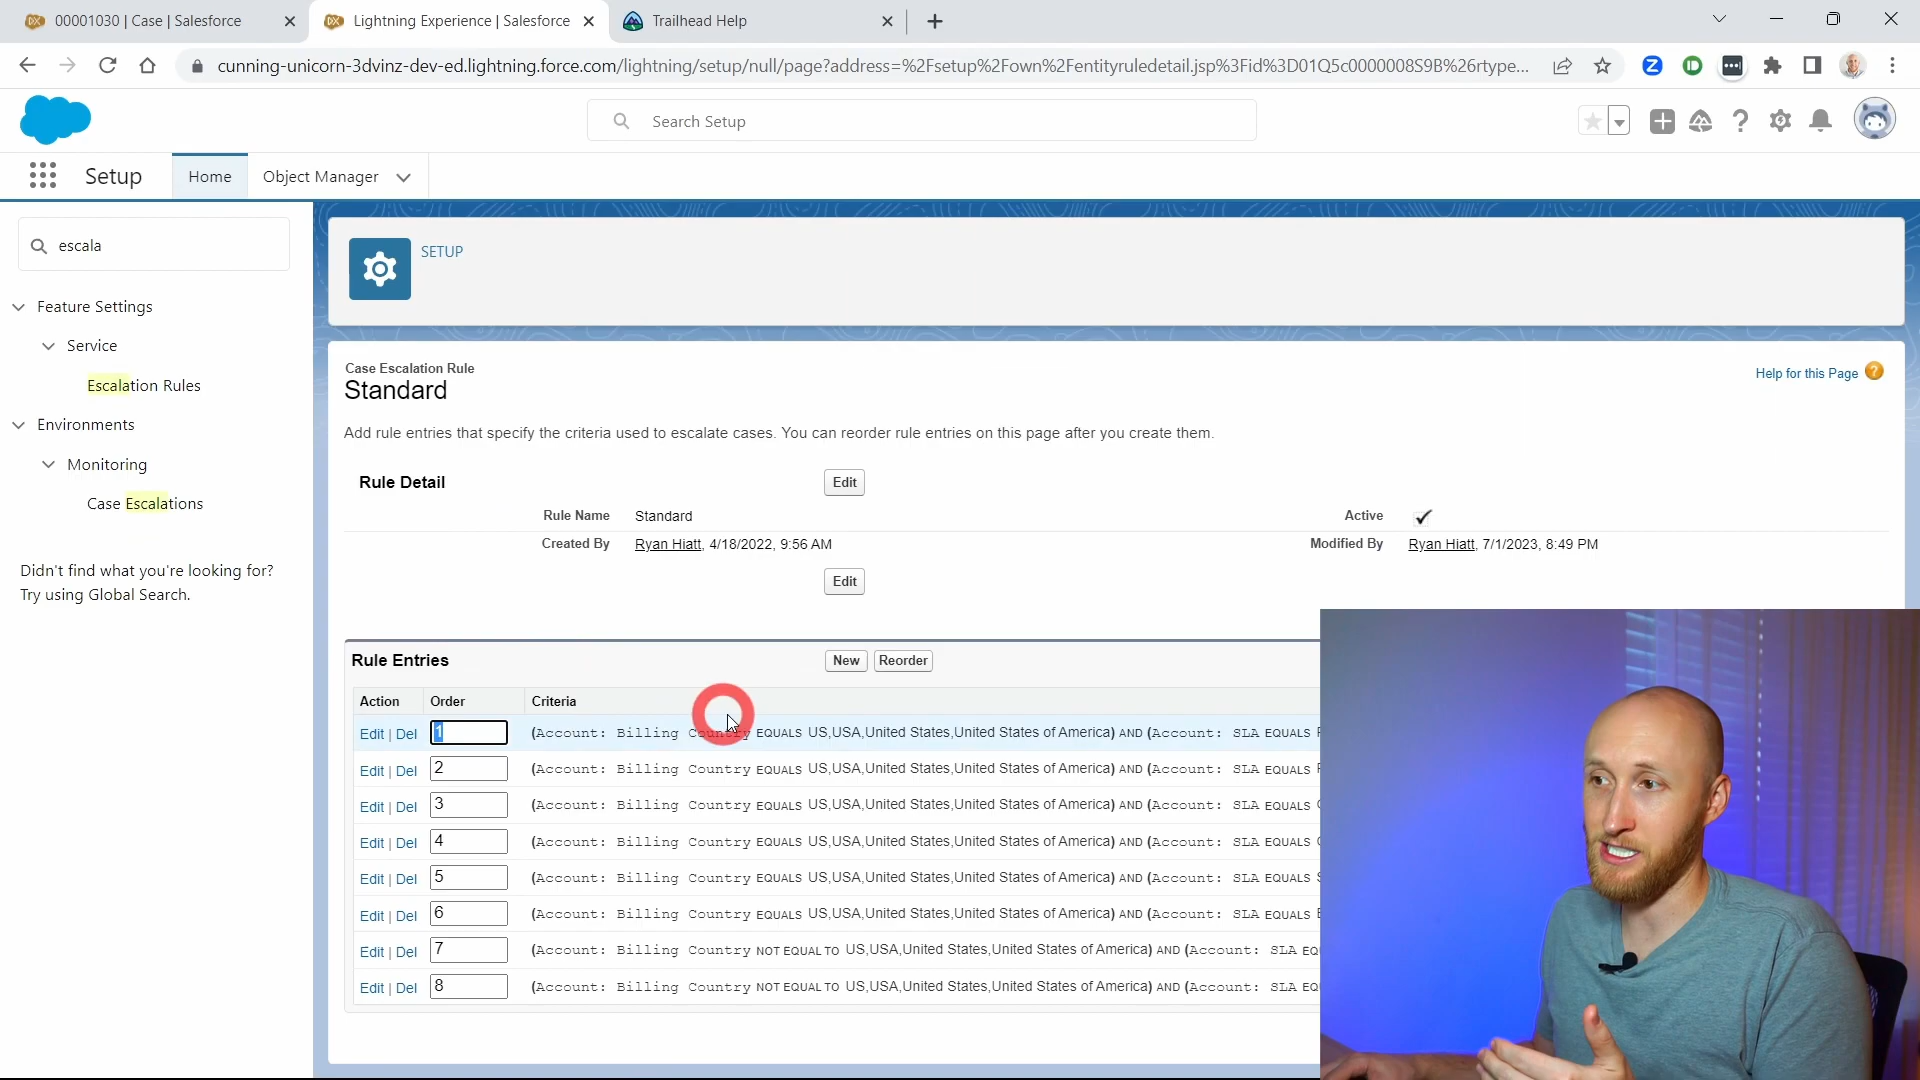 00001030 | Case | Salesforce
Lightning Experience | Salesforce
Trailhead Help
cunning-unicorn-3dvinz-dev-ed.lightning.force.com/lightning/setup/null/page?address=%2Fsetup%2Fown%2Fentityruledetail.jsp%3Fid%3D01Q5c0000008S9B%26rtype...
Search Setup
Setup
Home
Object Manager
escala
Feature Settings
Service
Escalation Rules
Environments
Monitoring
Case Escalations
Didn't find what you're looking for?
Try using Global Search.
SETUP
Case Escalation Rule
Standard
Help for this Page ?
Add rule entries that specify the criteria used to escalate cases. You can reorder rule entries on this page after you create them.
Rule Detail Edit
Rule Name Standard Active
Created By Ryan Hiatt, 4/18/2022, 9:56 AM Modified By Ryan Hiatt, 7/1/2023, 8:49 PM
Edit
Rule Entries New Reorder
Action Order Criteria
Edit | Del 1 (Account: Billing Country EQUALS US,USA,United States,United States of America) AND (Account: SLA EQUALS
Edit | Del 2 (Account: Billing Country EQUALS US,USA,United States,United States of America) AND (Account: SLA EQUALS
Edit | Del 3 (Account: Billing Country EQUALS US,USA,United States,United States of America) AND (Account: SLA EQUALS
Edit | Del 4 (Account: Billing Country EQUALS US,USA,United States,United States of America) AND (Account: SLA EQUALS
Edit | Del 5 (Account: Billing Country EQUALS US,USA,United States,United States of America) AND (Account: SLA EQUALS
Edit | Del 6 (Account: Billing Country EQUALS US,USA,United States,United States of America) AND (Account: SLA EQUALS
Edit | Del 7 (Account: Billing Country NOT EQUAL TO US,USA,United States,United States of America) AND (Account: SLA EQ
Edit | Del 8 (Account: Billing Country NOT EQUAL TO US,USA,United States,United States of America) AND (Account: SLA EQ